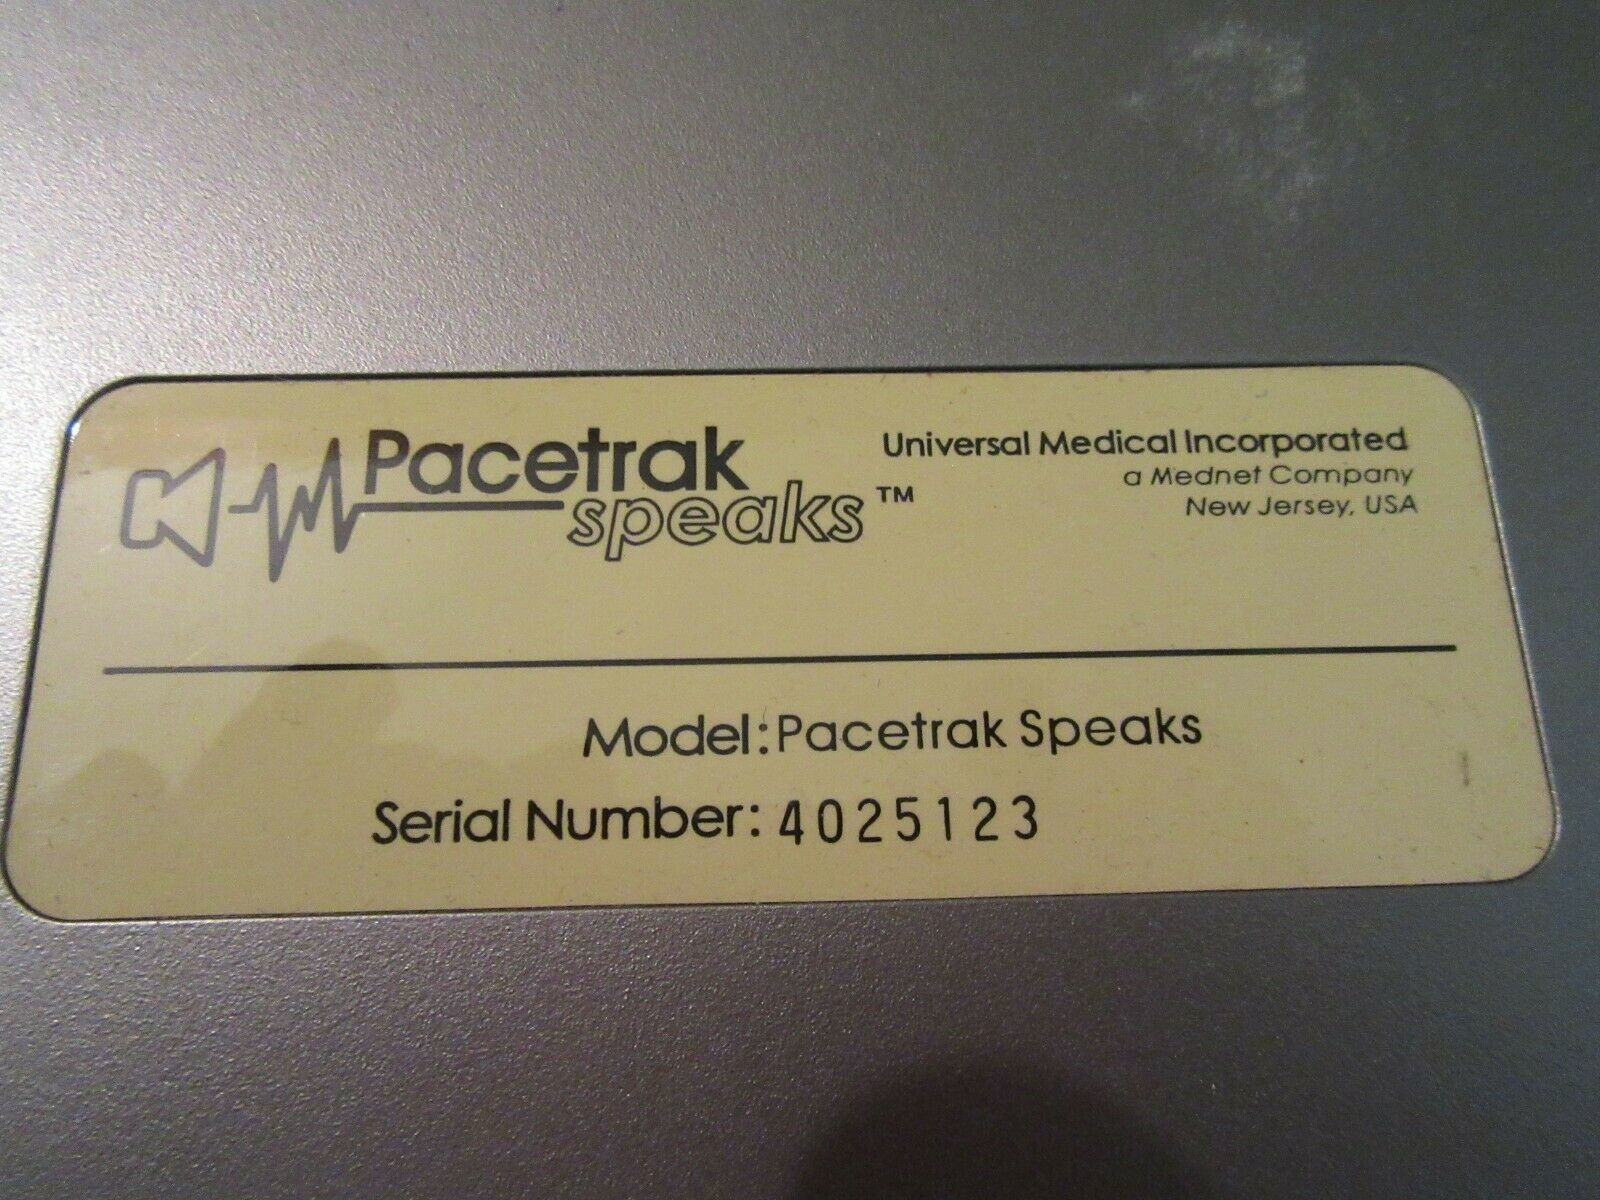 Pacetrak
speaks™
Universal Medical Incorporated
a Mednet Company
New Jersey, USA
Model: Pacetrak Speaks
Serial Number: 4025123